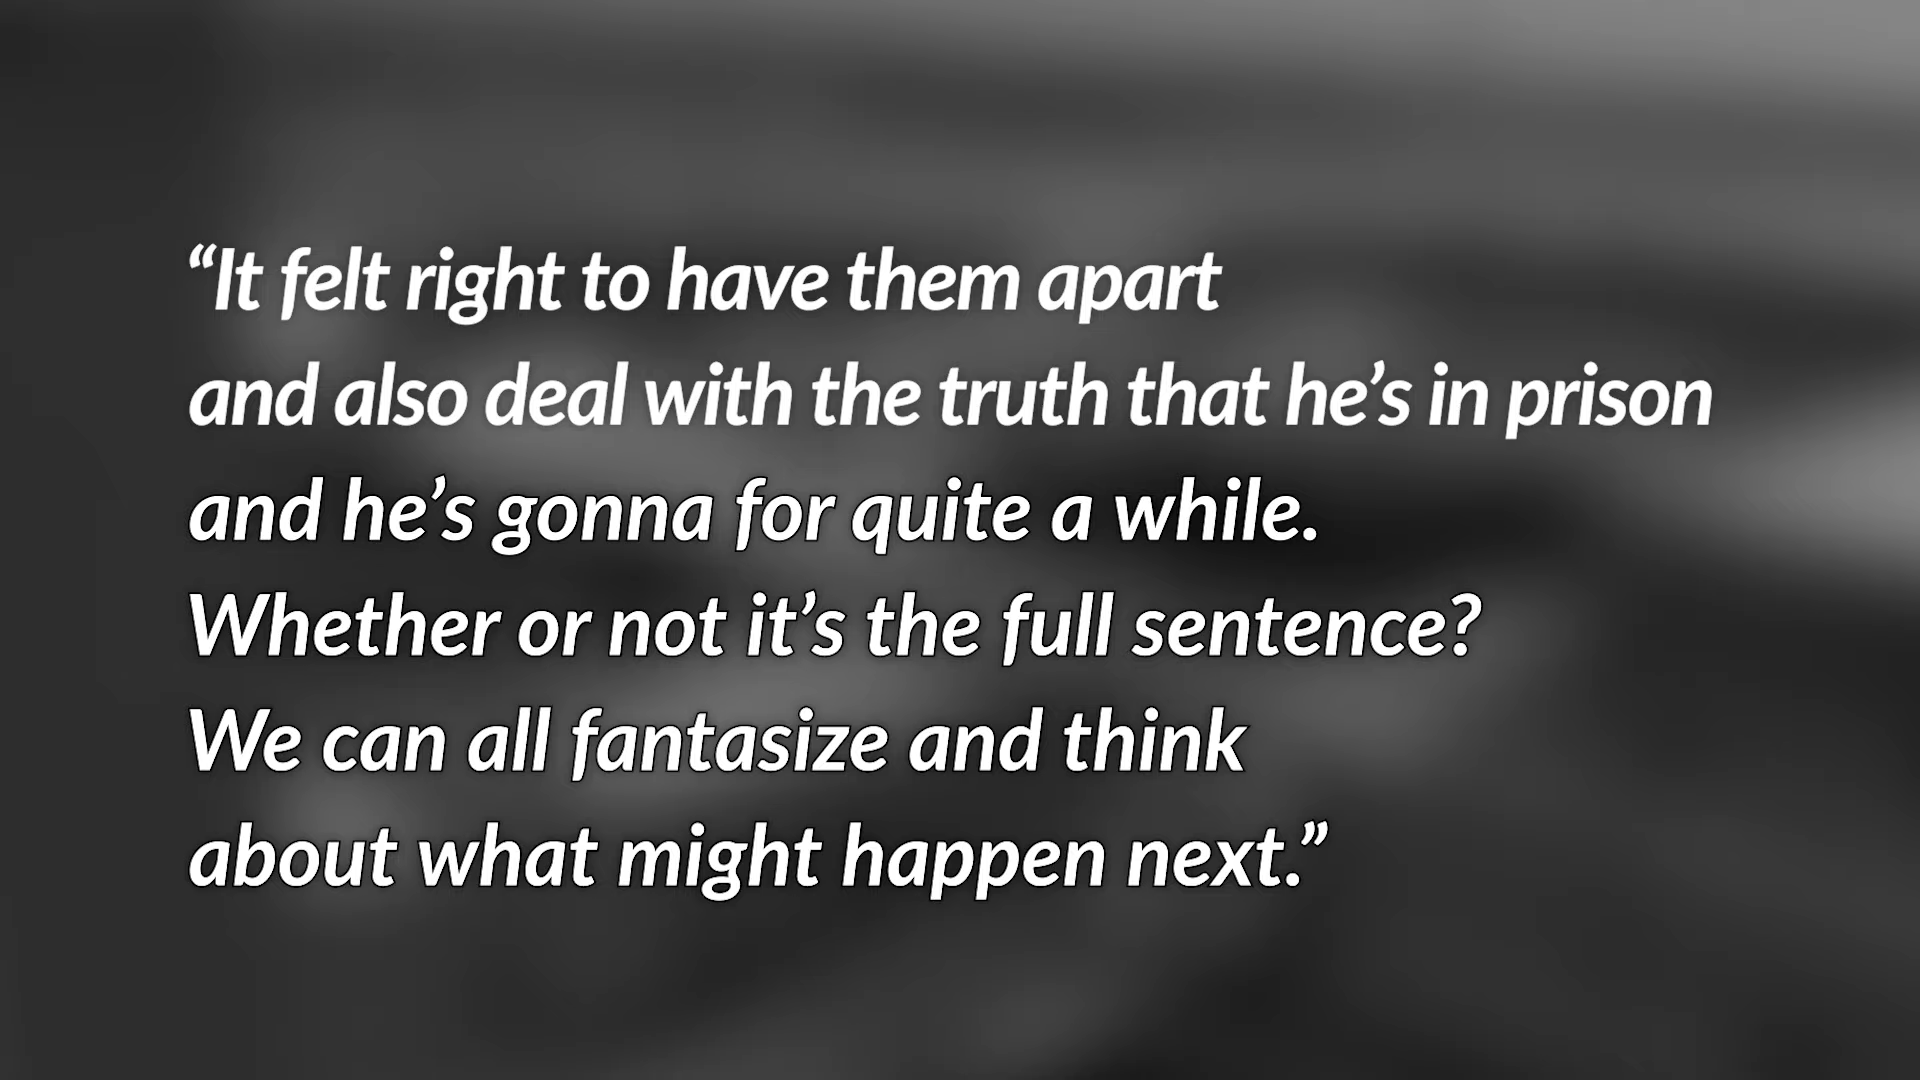 “It felt right to have them apart
and also deal with the truth that he’s in prison
and he’s gonna for quite a while.
Whether or not it’s the full sentence?
We can all fantasize and think
about what might happen next.”